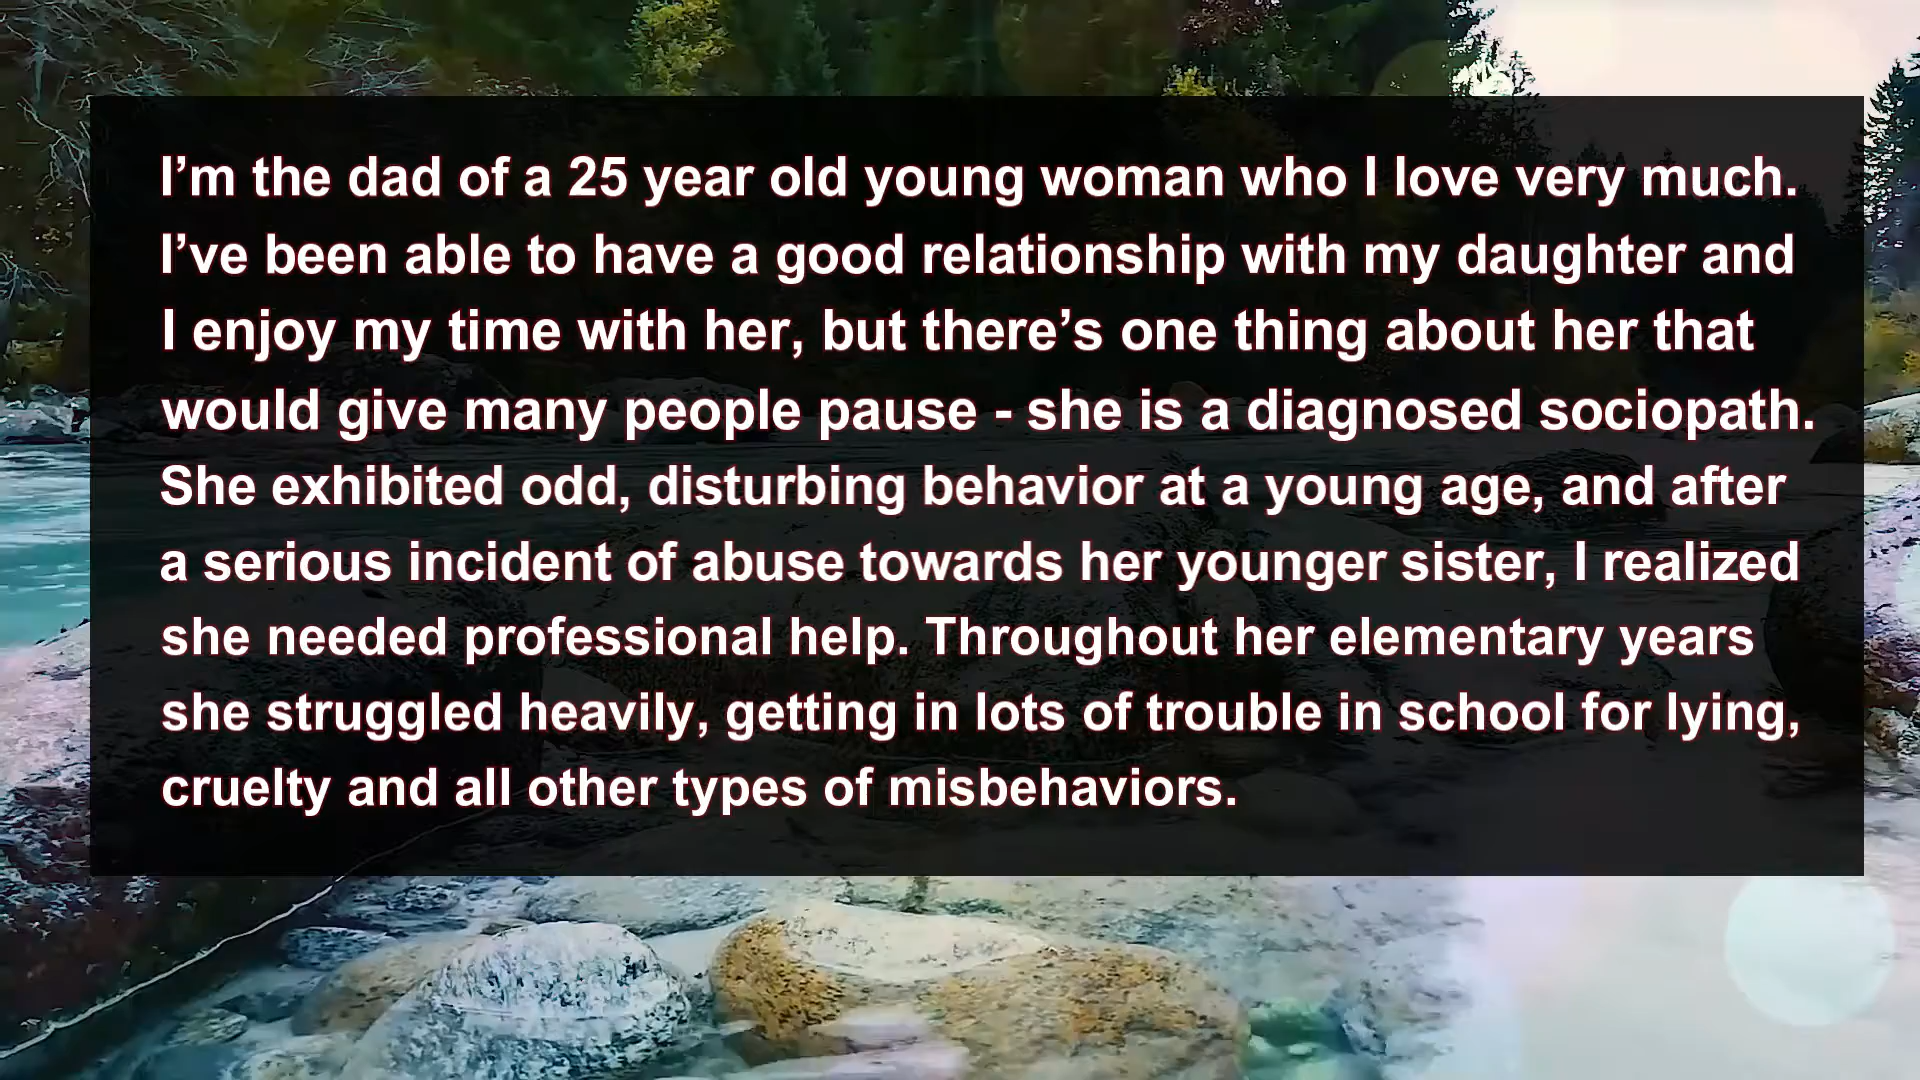 I’m the dad of a 25 year old young woman who I love very much.
I’ve been able to have a good relationship with my daughter and
I enjoy my time with her, but there’s one thing about her that
would give many people pause - she is a diagnosed sociopath.
She exhibited odd, disturbing behavior at a young age, and after
a serious incident of abuse towards her younger sister, I realized
she needed professional help. Throughout her elementary years
she struggled heavily, getting in lots of trouble in school for lying,
cruelty and all other types of misbehaviors.